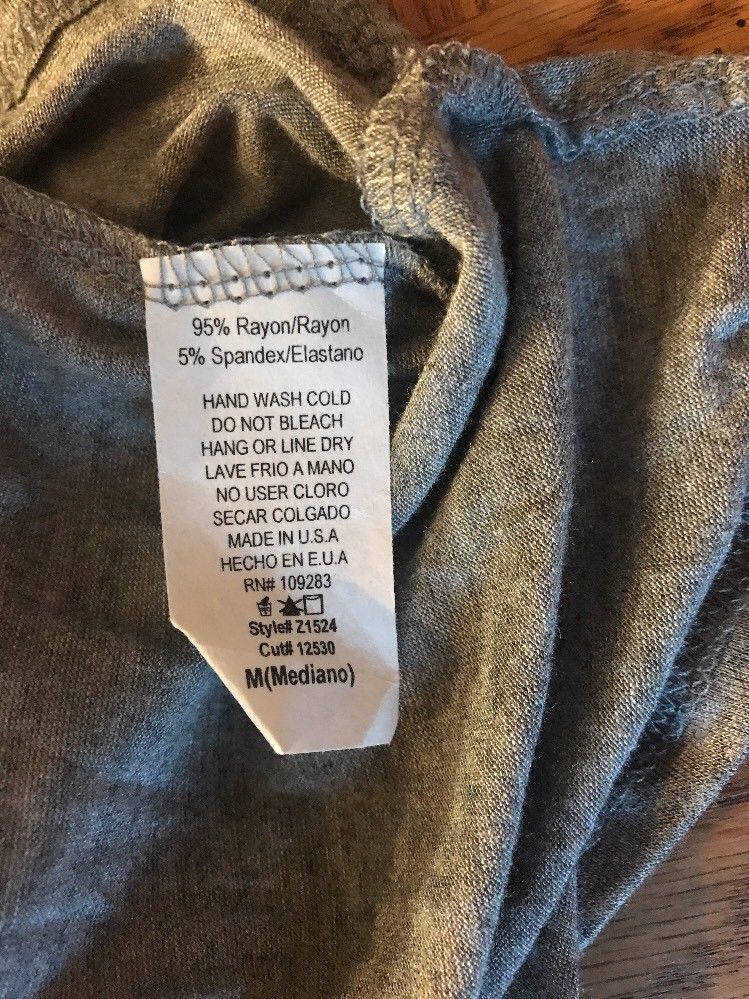 95% Rayon/Rayon
5% Spandex/Elastano
HAND WASH COLD
DO NOT BLEACH
HANG OR LINE DRY
LAVE FRIO A MANO
NO USER CLORO
SECAR COLGADO
MADE IN U.S.A
HECHO EN E.U.A
RN# 109283
Style# Z1524
Cut# 12530
M(Mediano)